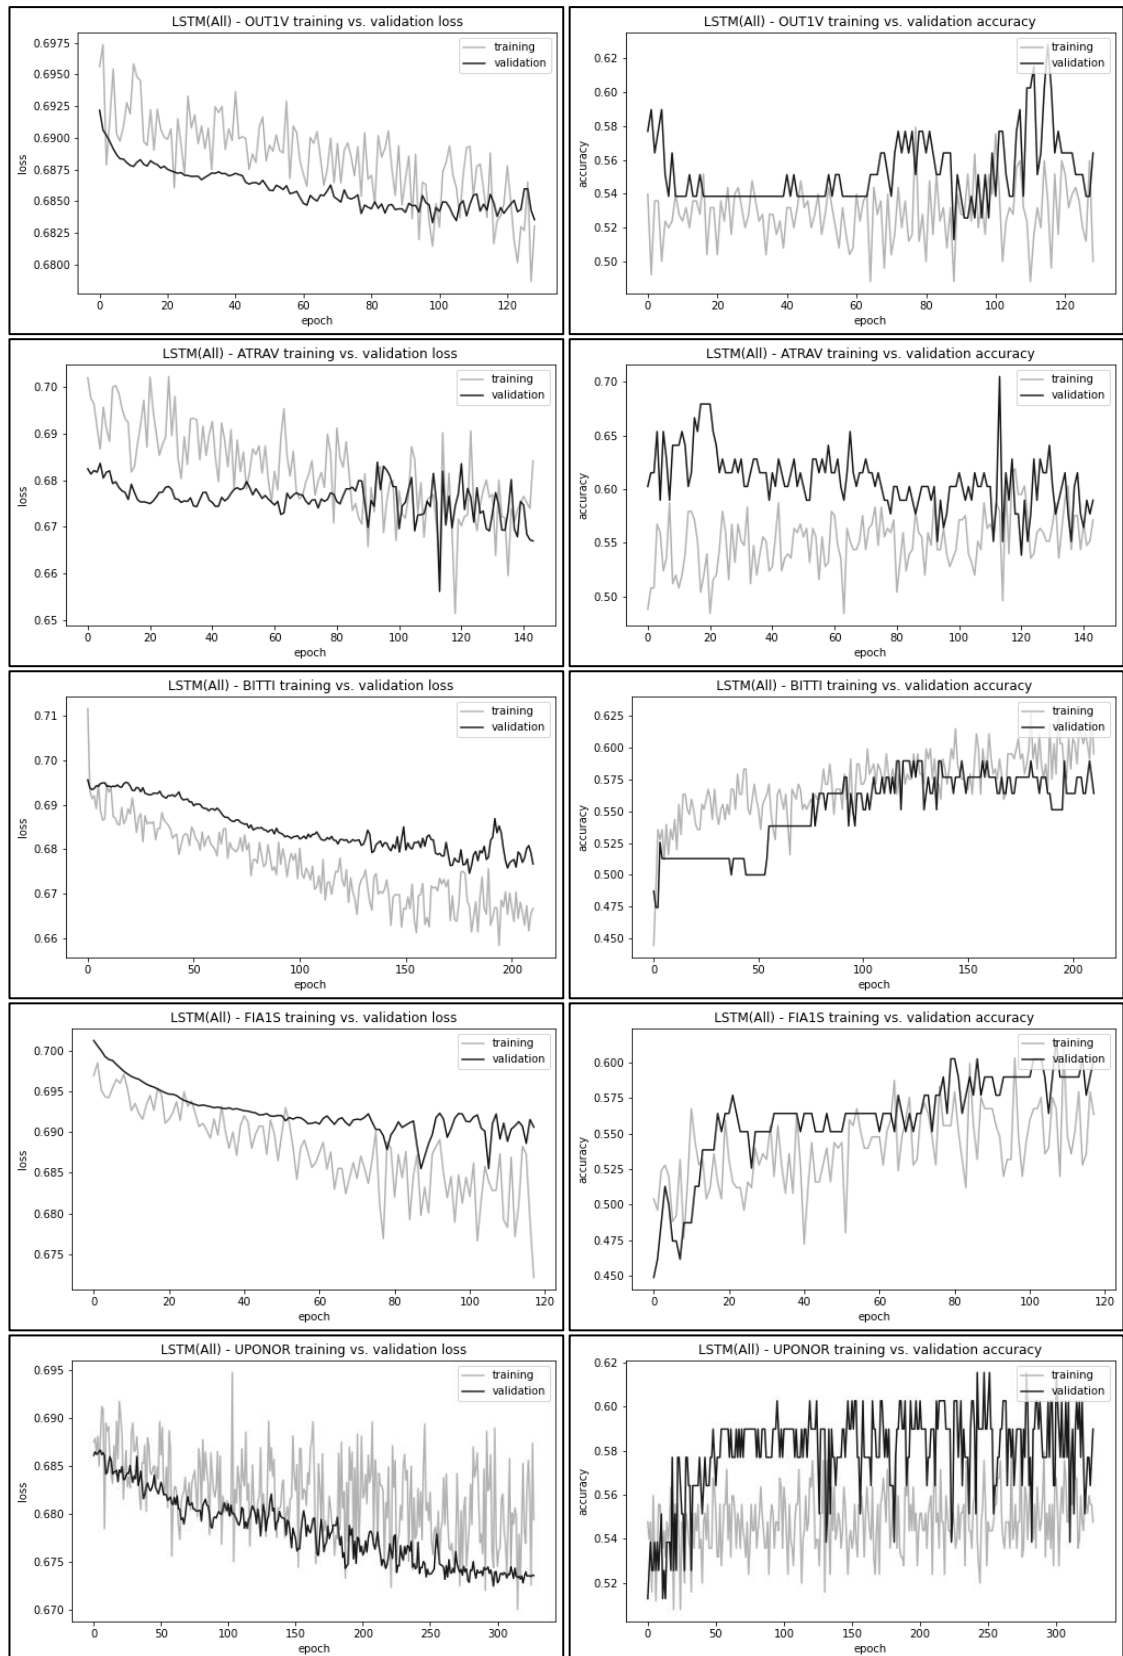 LSTM(All) - OUT1V training vs. validation loss
training
validation
0.6975
0.6950
0.6925
0.6900
0.6875
0.6850
0.6825
0.6800
loss
0
20
40
60
80
100
120
epoch
LSTM(All) - OUT1V training vs. validation accuracy
training
validation
0.62
0.60
0.58
0.56
0.54
0.52
0.50
accuracy
0
20
40
60
80
100
120
epoch
LSTM(All) - ATRAV training vs. validation loss
training
validation
0.70
0.69
0.68
0.67
0.66
0.65
loss
0
20
40
60
80
100
120
140
epoch
LSTM(All) - ATRAV training vs. validation accuracy
training
validation
0.70
0.65
0.60
0.55
0.50
accuracy
0
20
40
60
80
100
120
140
epoch
LSTM(All) - BITTI training vs. validation loss
training
validation
0.71
0.70
0.69
0.68
0.67
0.66
loss
0
50
100
150
200
epoch
LSTM(All) - BITTI training vs. validation accuracy
training
validation
0.625
0.600
0.575
0.550
0.525
0.500
0.475
0.450
accuracy
0
50
100
150
200
epoch
LSTM(All) - FIA1S training vs. validation loss
training
validation
0.700
0.695
0.690
0.685
0.680
0.675
loss
0
20
40
60
80
100
120
epoch
LSTM(All) - FIA1S training vs. validation accuracy
training
validation
0.600
0.575
0.550
0.525
0.500
0.475
0.450
accuracy
0
20
40
60
80
100
120
epoch
LSTM(All) - UPONOR training vs. validation loss
training
validation
0.695
0.690
0.685
0.680
0.675
0.670
loss
0
50
100
150
200
250
300
epoch
LSTM(All) - UPONOR training vs. validation accuracy
training
validation
0.62
0.60
0.58
0.56
0.54
0.52
accuracy
0
50
100
150
200
250
300
epoch